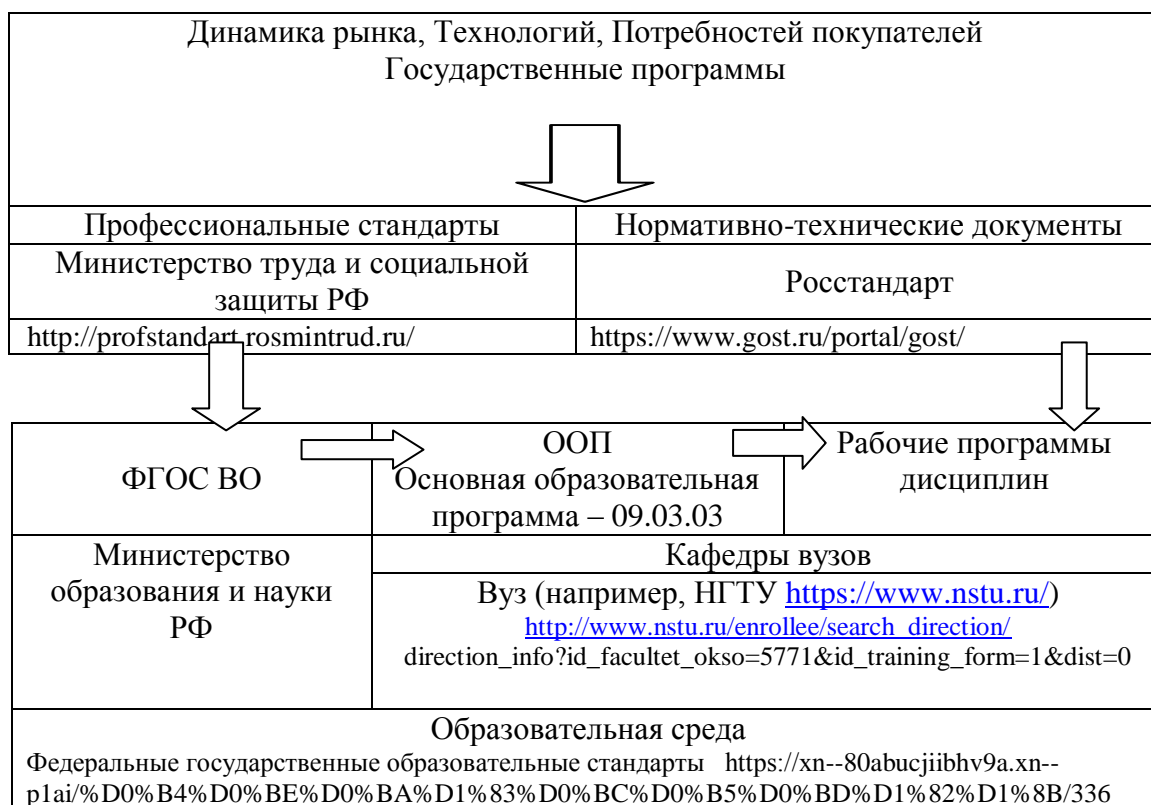 Динамика рынка, Технологий, Потребностей покупателей
Государственные программы
Профессиональные стандарты
Нормативно-технические документы
Министерство труда и социальной
защиты РФ
Росстандарт
http://profstandart.rosmintrud.ru/
https://www.gost.ru/portal/gost/
ФГОС ВО
ООП
Основная образовательная
программа – 09.03.03
Рабочие программы
дисциплин
Министерство
образования и науки
РФ
Кафедры вузов
Вуз (например, НГТУ https://www.nstu.ru/)
http://www.nstu.ru/enrollee/search_direction/
direction_info?id_facultet_okso=5771&id_training_form=1&dist=0
Образовательная среда
Федеральные государственные образовательные стандарты https://xn--80abucjiibhv9a.xn--
p1ai/%D0%B4%D0%BE%D0%BA%D1%83%D0%BC%D0%B5%D0%BD%D1%82%D1%8B/336